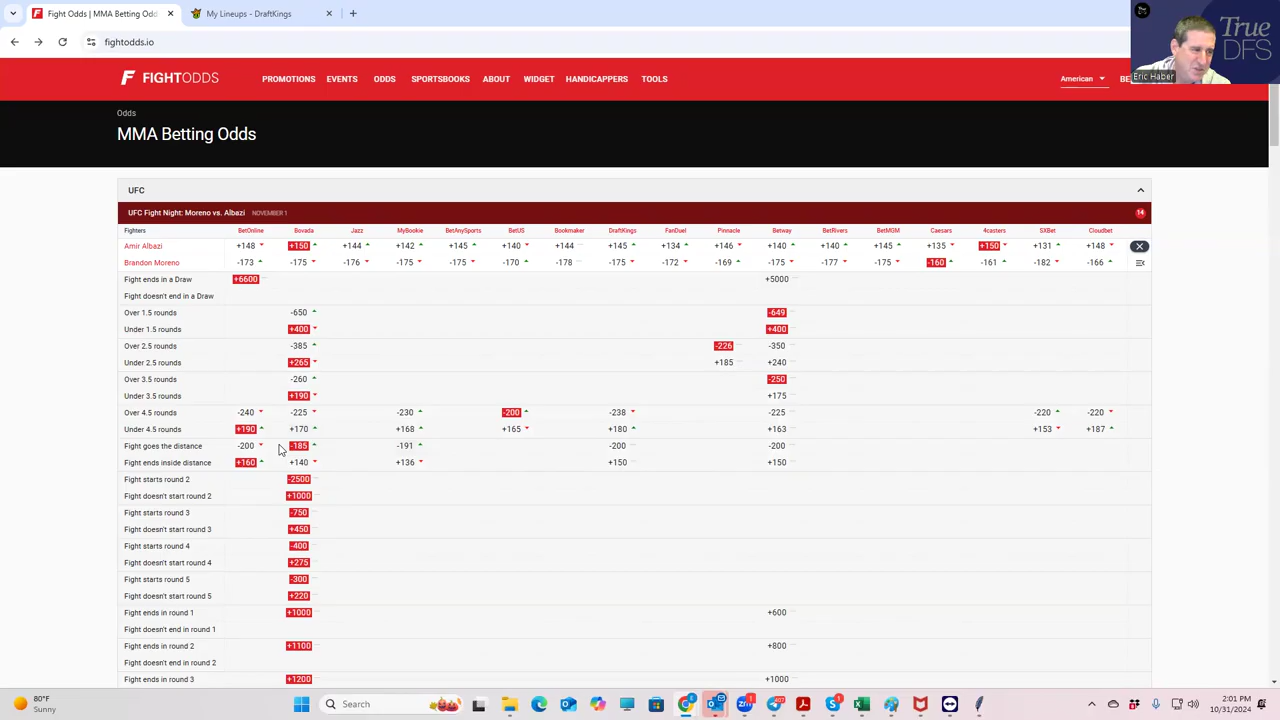 Fight Odds | MMA Betting Odd
My Lineups - DraftKings
fightodds.io
True
DFS
Eric Haber
FIGHTODDS PROMOTIONS EVENTS ODDS SPORTSBOOKS ABOUT WIDGET HANDICAPPERS TOOLS American BE
Odds
MMA Betting Odds
UFC
UFC Fight Night: Moreno vs. Albazi NOVEMBER 1 14
Fighters BetOnline Bovada Jazz MyBookie BetAnySports BetUS Bookmaker DraftKings FanDuel Pinnacle Betway BetRivers BetMGM Caesars 4casters SXBet Cloudbet
Amir Albazi +148 +150 +144 +142 +145 +140 +144 +145 +134 +146 +140 +140 +145 +135 +150 +131 +148
Brandon Moreno -173 -175 -176 -175 -175 -170 -178 -175 -172 -169 -175 -177 -175 -160 -161 -182 -166
Fight ends in a Draw +6600 +5000
Fight doesn't end in a Draw
Over 1.5 rounds -650 -649
Under 1.5 rounds +400 +400
Over 2.5 rounds -385 -226 -350
Under 2.5 rounds +265 +185 +240
Over 3.5 rounds -260 -250
Under 3.5 rounds +190 +175
Over 4.5 rounds -240 -225 -230 -200 -238 -225 -220 -220
Under 4.5 rounds +190 +170 +168 +165 +180 +163 +153 +187
Fight goes the distance -200 -185 -191 -200 -200
Fight ends inside distance +160 +140 +136 +150 +150
Fight starts round 2 -2500
Fight doesn't start round 2 +1000
Fight starts round 3 -750
Fight doesn't start round 3 +450
Fight starts round 4 -400
Fight doesn't start round 4 +275
Fight starts round 5 -300
Fight doesn't start round 5 +220
Fight ends in round 1 +1000 +600
Fight doesn't end in round 1
Fight ends in round 2 +1100 +800
Fight doesn't end in round 2
Fight ends in round 3 +1200 +1000
80°F
Sunny
Search
2:01 PM
10/31/2024